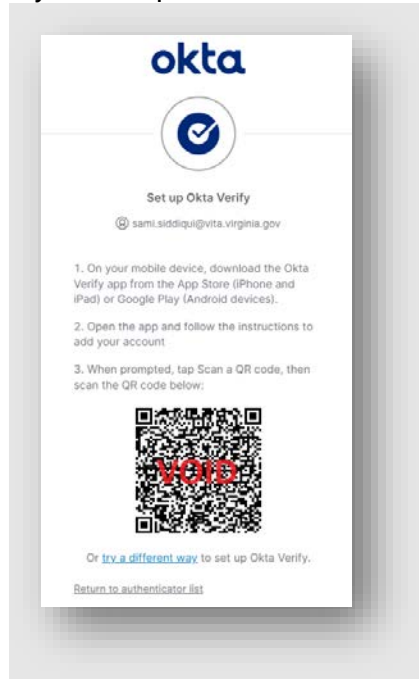 okta
Set up Okta Verify
sami.siddiqui@vita.virginia.gov
1. On your mobile device, download the Okta
Verify app from the App Store (iPhone and
iPad) or Google Play (Android devices).
2. Open the app and follow the instructions to
add your account
3. When prompted, tap Scan a QR code, then
scan the QR code below:
VOID
Or try a different way to set up Okta Verify.
Return to authenticator list